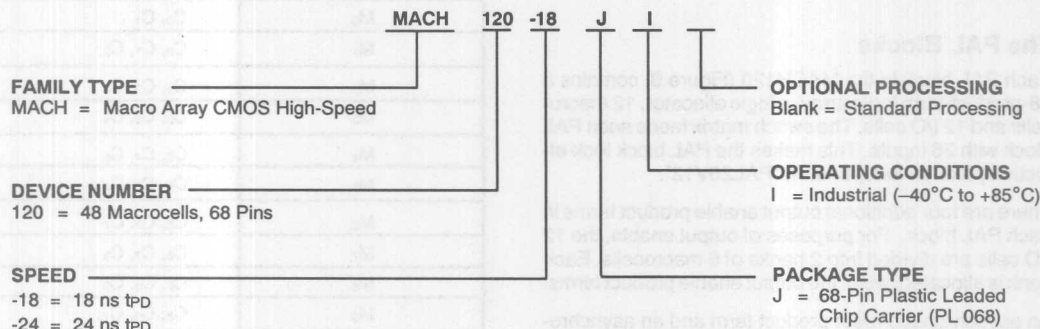 MACH 120 -18 J I
FAMILY TYPE
MACH = Macro Array CMOS High-Speed
DEVICE NUMBER
120 = 48 Macrocells, 68 Pins
SPEED
-18 = 18 ns tPD
-24 = 24 ns tPD
OPTIONAL PROCESSING
Blank = Standard Processing
OPERATING CONDITIONS
I = Industrial (–40°C to +85°C)
PACKAGE TYPE
J = 68-Pin Plastic Leaded
Chip Carrier (PL 068)